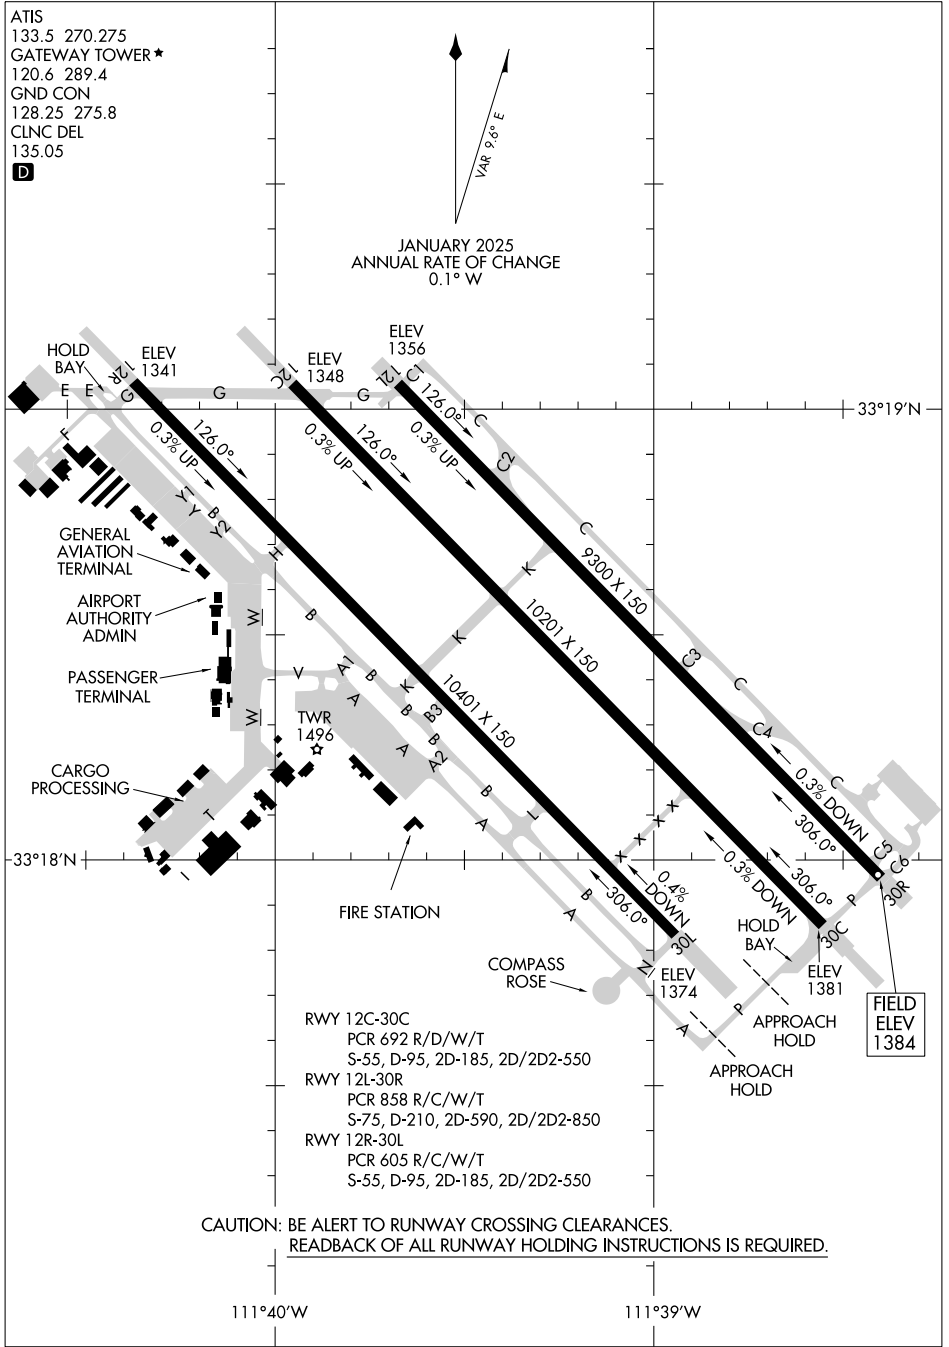 ATIS
133.5 270.275
GATEWAY TOWER★
120.6 289.4
GND CON
128.25 275.8
CLNC DEL
135.05
D
VAR 9.6° E
JANUARY 2025
ANNUAL RATE OF CHANGE
0.1° W
HOLD
BAY
ELEV
1341
ELEV
1348
ELEV
1356
12R
12C
12L
C1
E
E
G
G
G
F
C
33°19'N
126.0°
0.3% UP
126.0°
0.3% UP
126.0°
0.3% UP
C2
Y1
Y
B
Y2
H
C
GENERAL
AVIATION
TERMINAL
AIRPORT
AUTHORITY
ADMIN
PASSENGER
TERMINAL
W
W
B
K
K
K
9300 X 150
10201 X 150
10401 X 150
V
A1
A
B
B
B3
B
A
A2
C3
C
C4
C
TWR
1496
CARGO
PROCESSING
T
I
B
A
L
X
X
X
X
33°18'N
FIRE STATION
0.3% DOWN
306.0°
C5
C6
30R
0.3% DOWN
306.0°
30C
0.4%
DOWN
306.0°
30L
B
A
P
HOLD
BAY
COMPASS
ROSE
N
ELEV
1374
ELEV
1381
FIELD
ELEV
1384
P
A
APPROACH
HOLD
APPROACH
HOLD
RWY 12C-30C
PCR 692 R/D/W/T
S-55, D-95, 2D-185, 2D/2D2-550
RWY 12L-30R
PCR 858 R/C/W/T
S-75, D-210, 2D-590, 2D/2D2-850
RWY 12R-30L
PCR 605 R/C/W/T
S-55, D-95, 2D-185, 2D/2D2-550
CAUTION: BE ALERT TO RUNWAY CROSSING CLEARANCES.
READBACK OF ALL RUNWAY HOLDING INSTRUCTIONS IS REQUIRED.
111°40'W
111°39'W